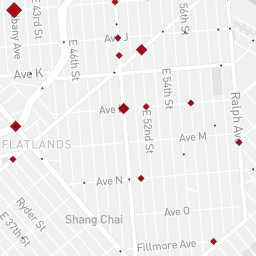 E 43rd St
Albany Ave
E 46th St
Ave J
56th St
Ave K
E 54th St
Ave
E 52nd St
Ralph Ave
Ave M
FLATLANDS
Ave N
Ryder St
E 37th St
Shang Chai
Ave O
Fillmore Ave